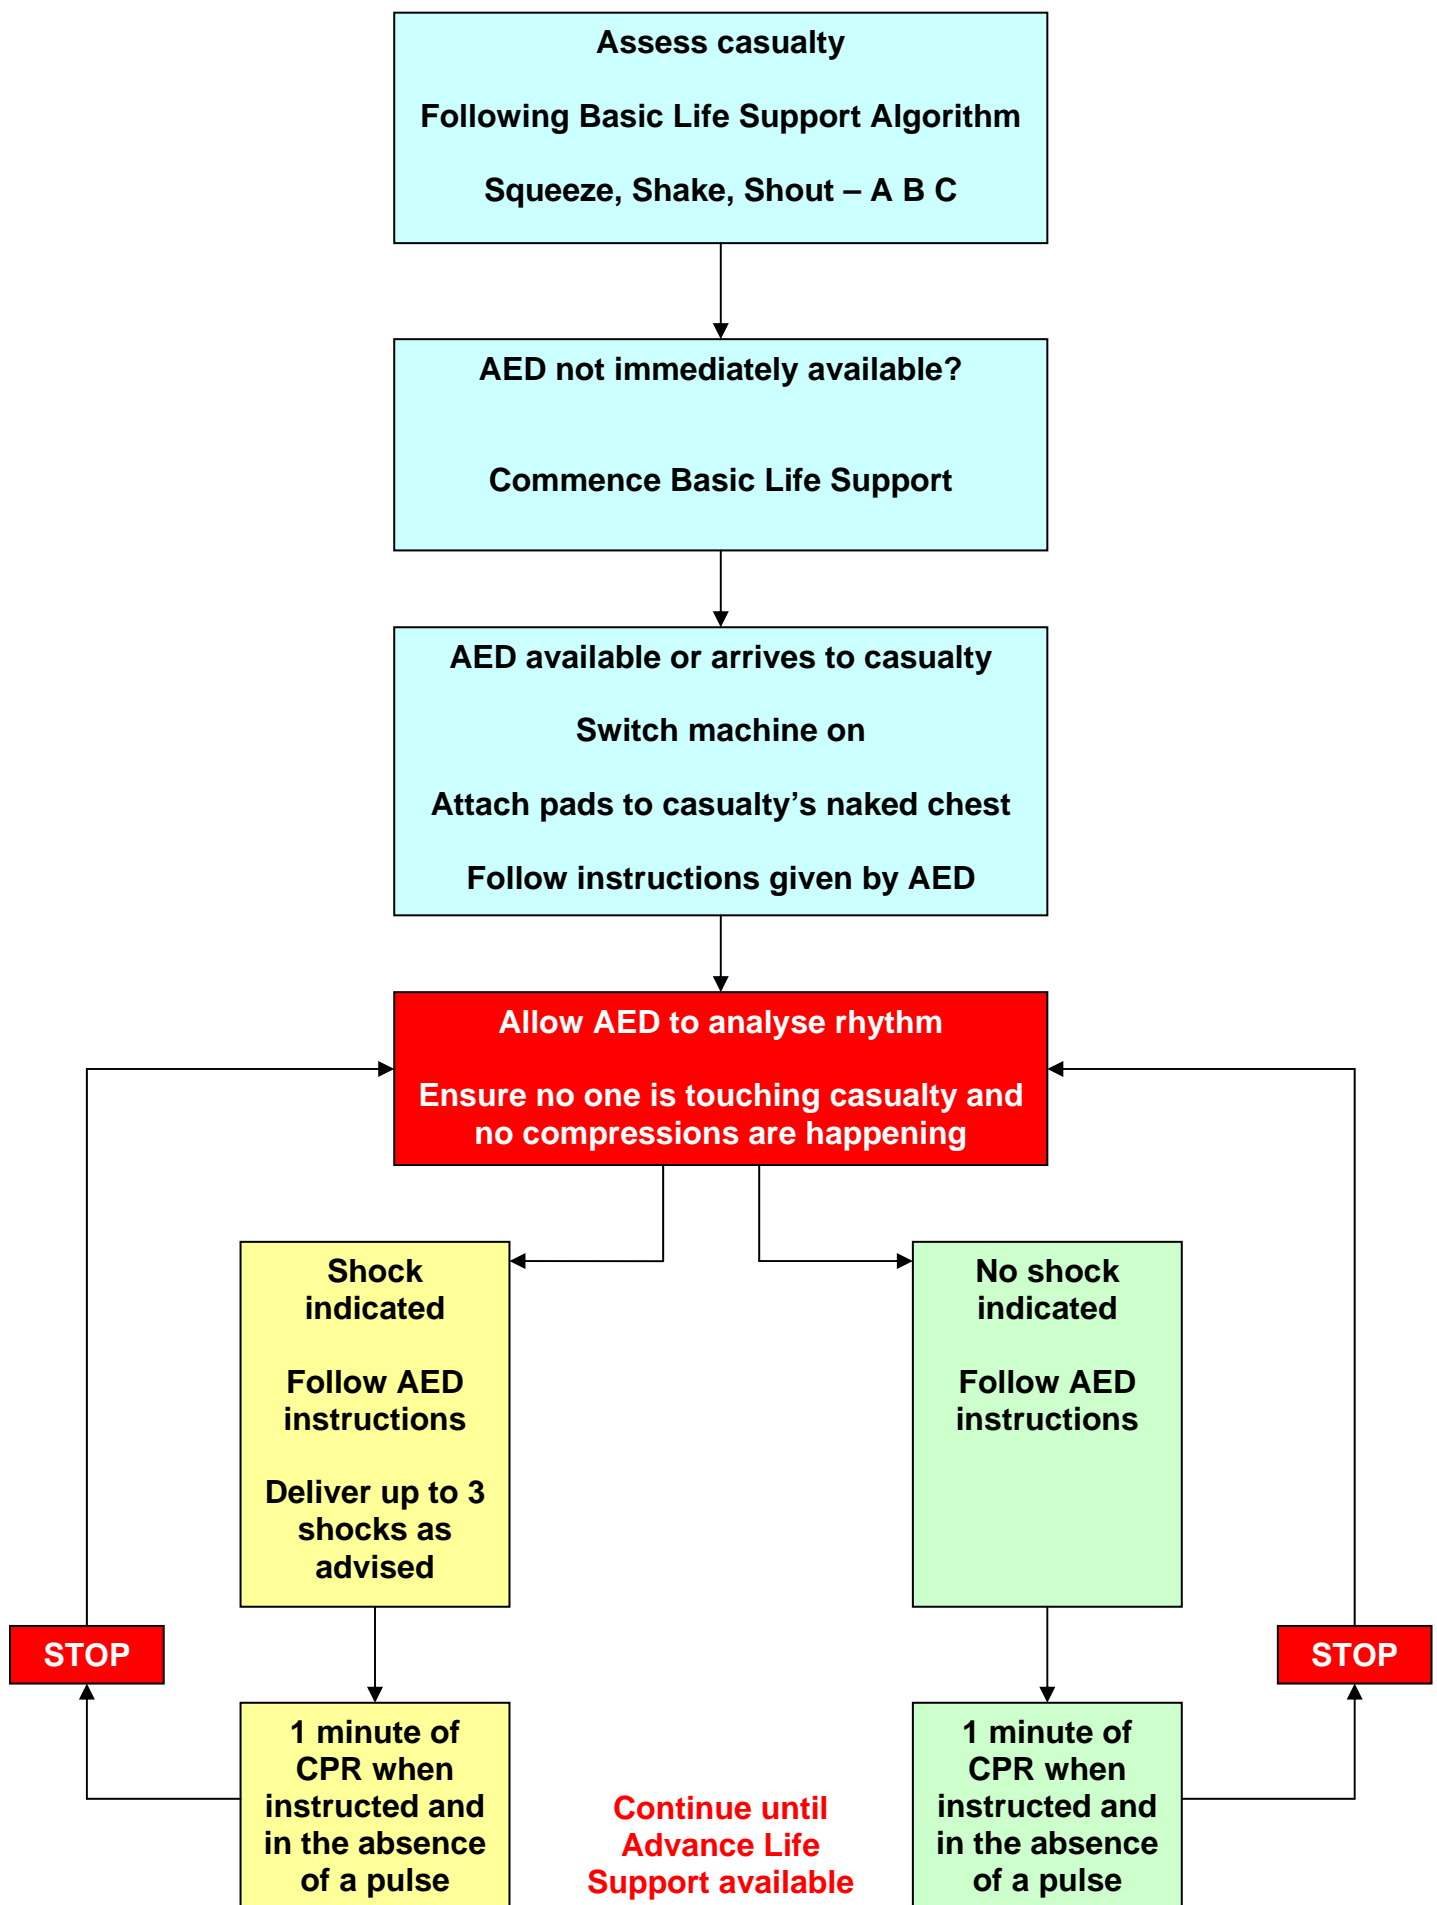 Assess casualty
Following Basic Life Support Algorithm
Squeeze, Shake, Shout – A B C
AED not immediately available?
Commence Basic Life Support
AED available or arrives to casualty
Switch machine on
Attach pads to casualty’s naked chest
Follow instructions given by AED
Allow AED to analyse rhythm
Ensure no one is touching casualty and
no compressions are happening
Shock
indicated
Follow AED
instructions
Deliver up to 3
shocks as
advised
No shock
indicated
Follow AED
instructions
STOP
STOP
1 minute of
CPR when
instructed and
in the absence
of a pulse
Continue until
Advance Life
Support available
1 minute of
CPR when
instructed and
in the absence
of a pulse